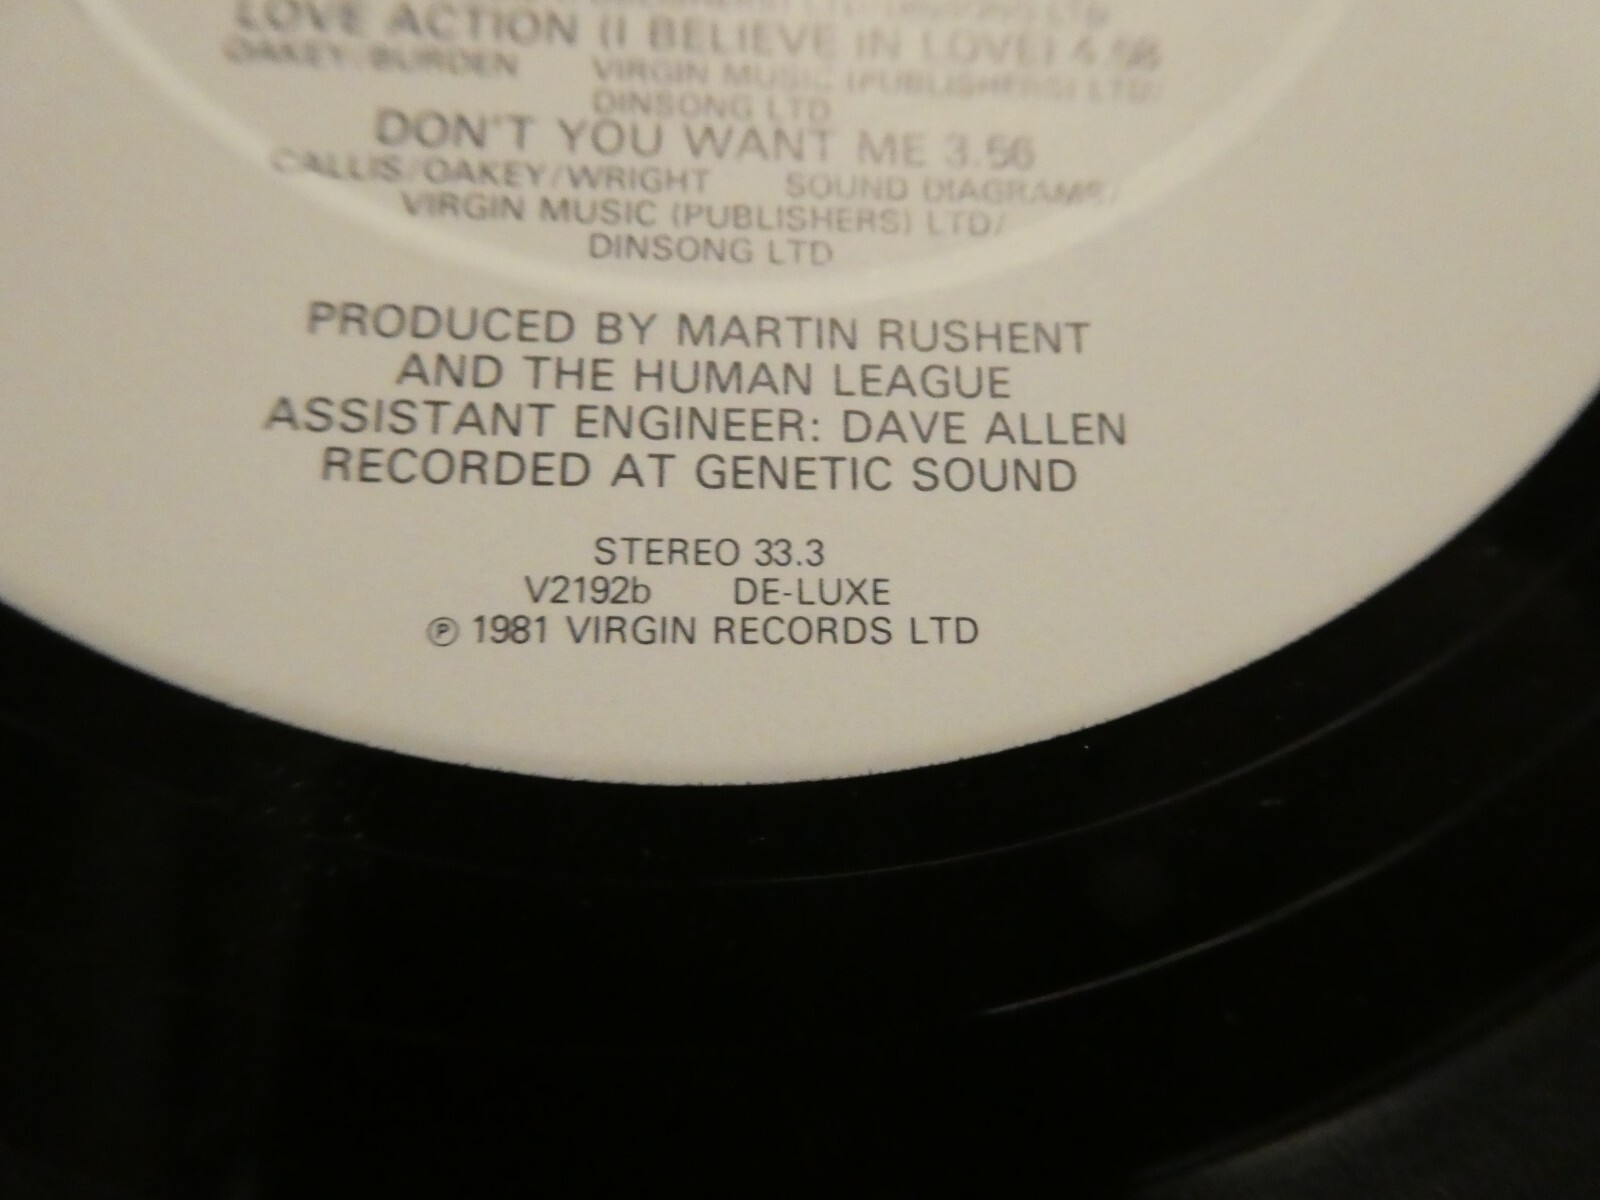 LOVE ACTION (I BELIEVE IN LOVE) 4.58
OAKEY/BURDEN VIRGIN MUSIC (PUBLISHERS) LTD/
DINSONG LTD
DON'T YOU WANT ME 3.56
CALLIS/OAKEY/WRIGHT SOUND DIAGRAMS/
VIRGIN MUSIC (PUBLISHERS) LTD/
DINSONG LTD
PRODUCED BY MARTIN RUSHENT
AND THE HUMAN LEAGUE
ASSISTANT ENGINEER: DAVE ALLEN
RECORDED AT GENETIC SOUND
STEREO 33.3
V2192b DE-LUXE
℗ 1981 VIRGIN RECORDS LTD